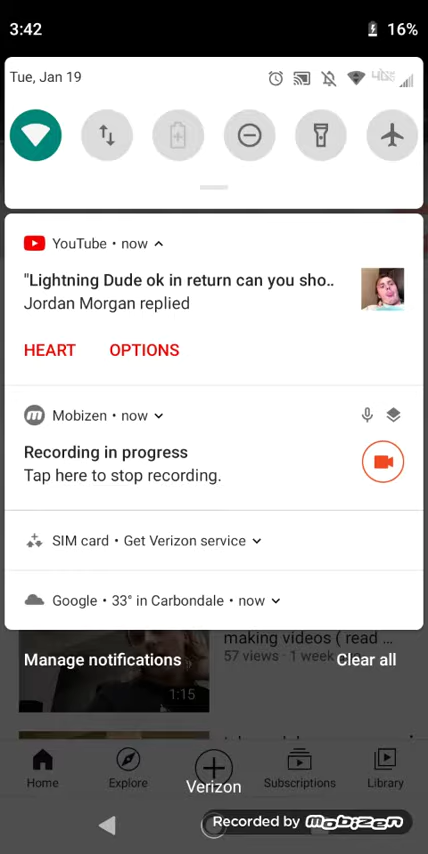 3:42
16%
Tue, Jan 19
4G
YouTube • now
"Lightning Dude ok in return can you sho..
Jordan Morgan replied
HEART
OPTIONS
Mobizen • now
Recording in progress
Tap here to stop recording.
SIM card • Get Verizon service
Google • 33° in Carbondale • now
making videos ( read ...
57 views · 1 week ago
Manage notifications
Clear all
1:15
Home
Explore
Subscriptions
Library
Verizon
Recorded by mobizen